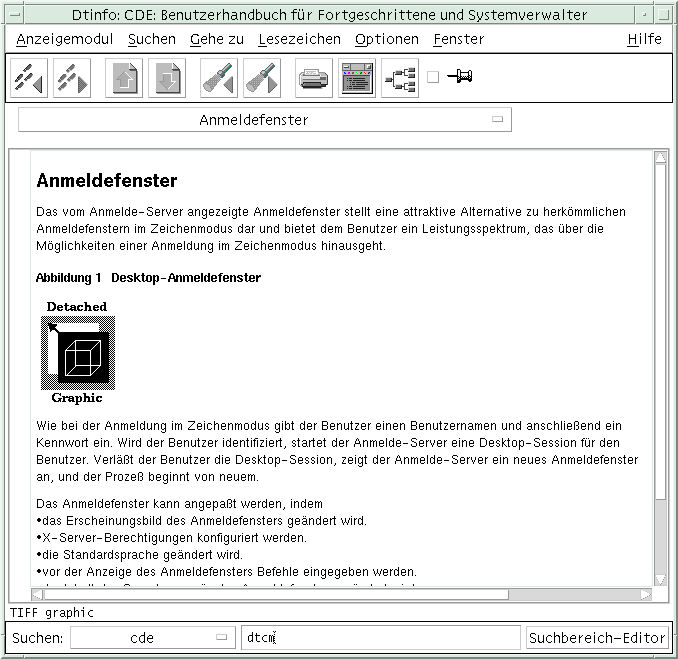 Dtinfo: CDE: Benutzerhandbuch für Fortgeschrittene und Systemverwalter
Anzeigemodul Suchen Gehe zu Lesezeichen Optionen Fenster Hilfe
Anmeldefenster
Anmeldefenster
Das vom Anmelde-Server angezeigte Anmeldefenster stellt eine attraktive Alternative zu herkömmlichen
Anmeldefenstern im Zeichenmodus dar und bietet dem Benutzer ein Leistungsspektrum, das über die
Möglichkeiten einer Anmeldung im Zeichenmodus hinausgeht.
Abbildung 1 Desktop-Anmeldefenster
Detached
Graphic
Wie bei der Anmeldung im Zeichenmodus gibt der Benutzer einen Benutzernamen und anschließend ein
Kennwort ein. Wird der Benutzer identifiziert, startet der Anmelde-Server eine Desktop-Session für den
Benutzer. Verläßt der Benutzer die Desktop-Session, zeigt der Anmelde-Server ein neues Anmeldefenster
an, und der Prozeß beginnt von neuem.
Das Anmeldefenster kann angepaßt werden, indem
•das Erscheinungsbild des Anmeldefensters geändert wird.
•X-Server-Berechtigungen konfiguriert werden.
•die Standardsprache geändert wird.
•vor der Anzeige des Anmeldefensters Befehle eingegeben werden.
TIFF graphic
Suchen: cde dtcm Suchbereich-Editor